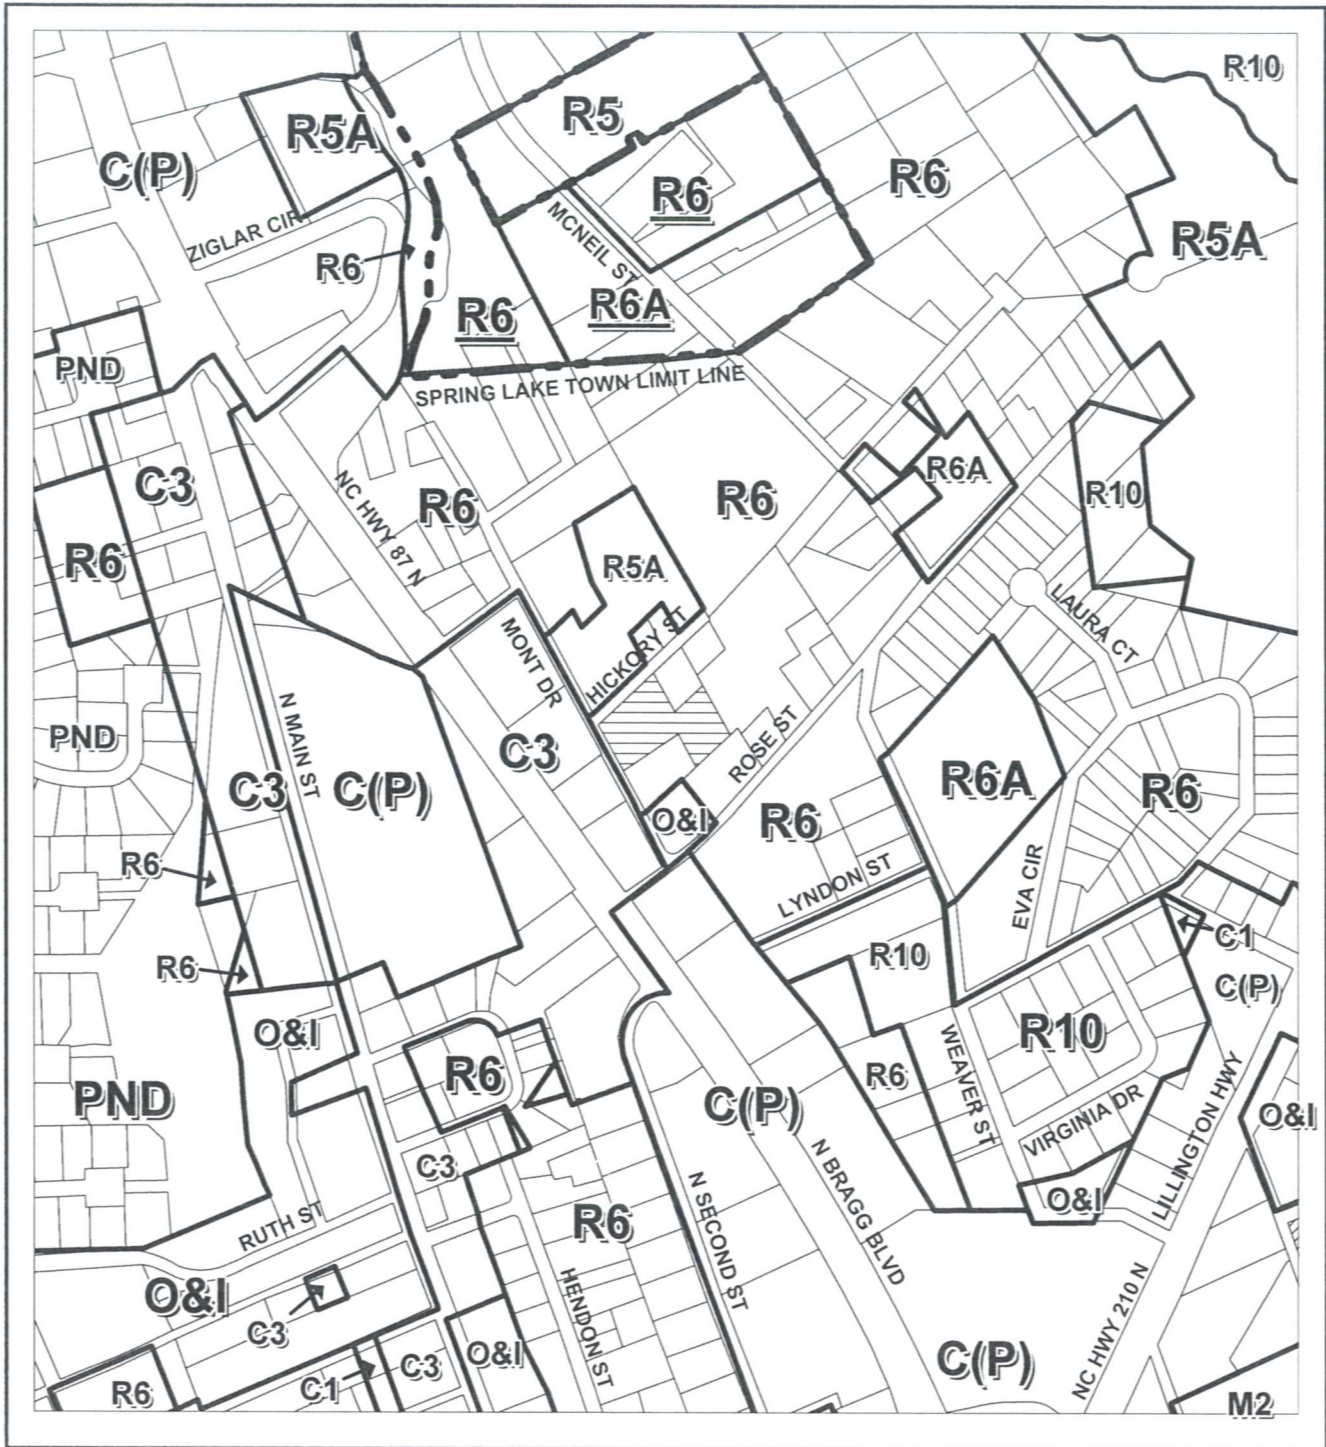 R10
R5
R5A
C(P)
R6
R6
R5A
ZIGLAR CIR
MCNEIL ST
R6
R6A
R6
PND
SPRING LAKE TOWN LIMIT LINE
C3
R6A
NC HWY 87 N
R6
R6
R10
R6
R5A
LAURA CT
HICKORY ST
MONT DR
N MAIN ST
PND
ROSE ST
C3
C3
C(P)
R6A
R6
O&I
R6
R6
LYNDON ST
EVA CIR
C1
R10
R6
C(P)
O&I
R10
WEAVER ST
R6
R6
PND
C(P)
LILLINGTON HWY
O&I
VIRGINIA DR
C3
N BRAGG BLVD
O&I
N SECOND ST
RUTH ST
R6
O&I
HENDON ST
C3
O&I
C3
C(P)
NC HWY 210 N
C1
R6
M2